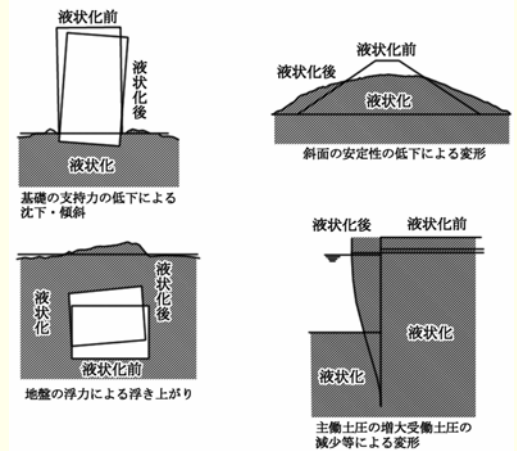 液状化前
液状化後
液状化
基礎の支持力の低下による
沈下・傾斜
液状化前
液状化後
液状化
斜面の安定性の低下による変形
液状化
液状化後
液状化前
地盤の浮力による浮き上がり
液状化後
液状化前
液状化
液状化
主働土圧の増大受働土圧の
減少等による変形